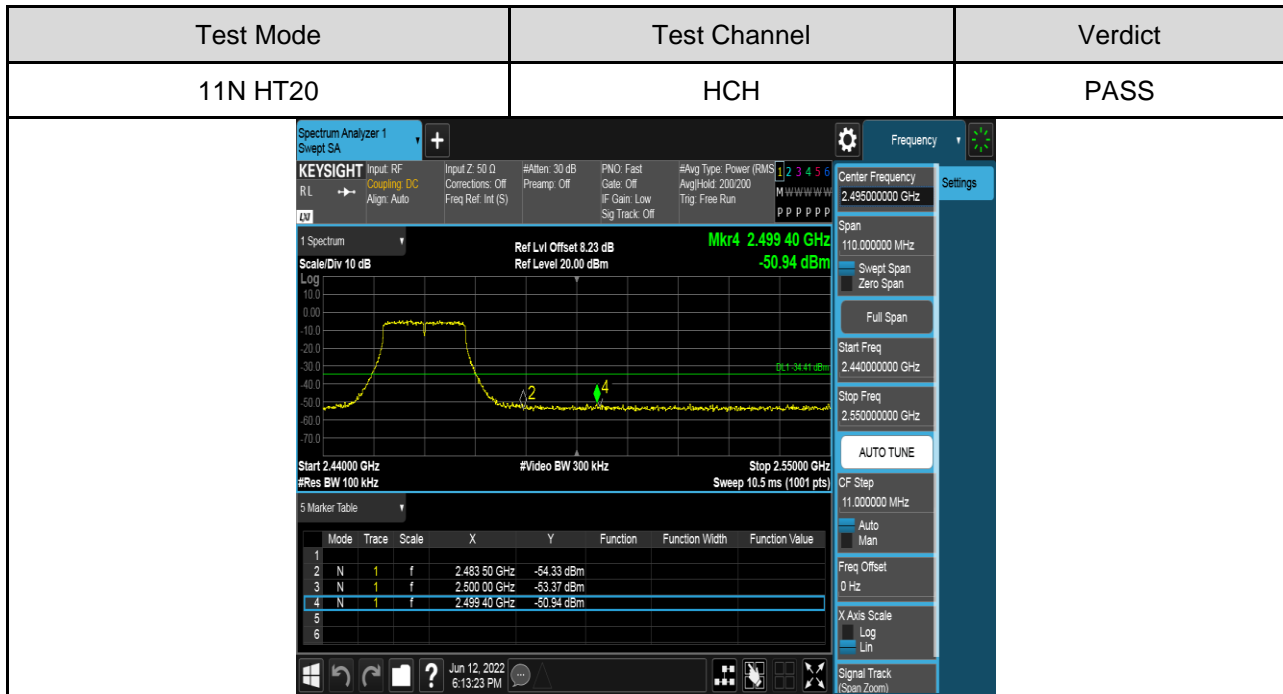 Test Mode Test Channel Verdict
11N HT20 HCH PASS
Spectrum Analyzer 1
Swept SA
+
Frequency
KEYSIGHT
RL
LXI
Input: RF
Coupling: DC
Align: Auto
Input Z: 50 Ω
Corrections: Off
Freq Ref: Int (S)
#Atten: 30 dB
Preamp: Off
PNO: Fast
Gate: Off
IF Gain: Low
Sig Track: Off
#Avg Type: Power (RMS
Avg|Hold: 200/200
Trig: Free Run
1 2 3 4 5 6
M W W W W W
P P P P P P
1 Spectrum
Scale/Div 10 dB
Ref Lvl Offset 8.23 dB
Ref Level 20.00 dBm
Mkr4 2.499 40 GHz
-50.94 dBm
Log
10.0
0.00
-10.0
-20.0
-30.0
-40.0
-50.0
-60.0
-70.0
DL1 -34.41 dBm
2
4
Start 2.44000 GHz
#Res BW 100 kHz
#Video BW 300 kHz
Stop 2.55000 GHz
Sweep 10.5 ms (1001 pts)
5 Marker Table
Mode Trace Scale X Y Function Function Width Function Value
1
2 N 1 f 2.483 50 GHz -54.33 dBm
3 N 1 f 2.500 00 GHz -53.37 dBm
4 N 1 f 2.499 40 GHz -50.94 dBm
5
6
?
Jun 12, 2022
6:13:23 PM
Center Frequency
2.495000000 GHz
Settings
Span
110.000000 MHz
Swept Span
Zero Span
Full Span
Start Freq
2.440000000 GHz
Stop Freq
2.550000000 GHz
AUTO TUNE
CF Step
11.000000 MHz
Auto
Man
Freq Offset
0 Hz
X Axis Scale
Log
Lin
Signal Track
(Span Zoom)